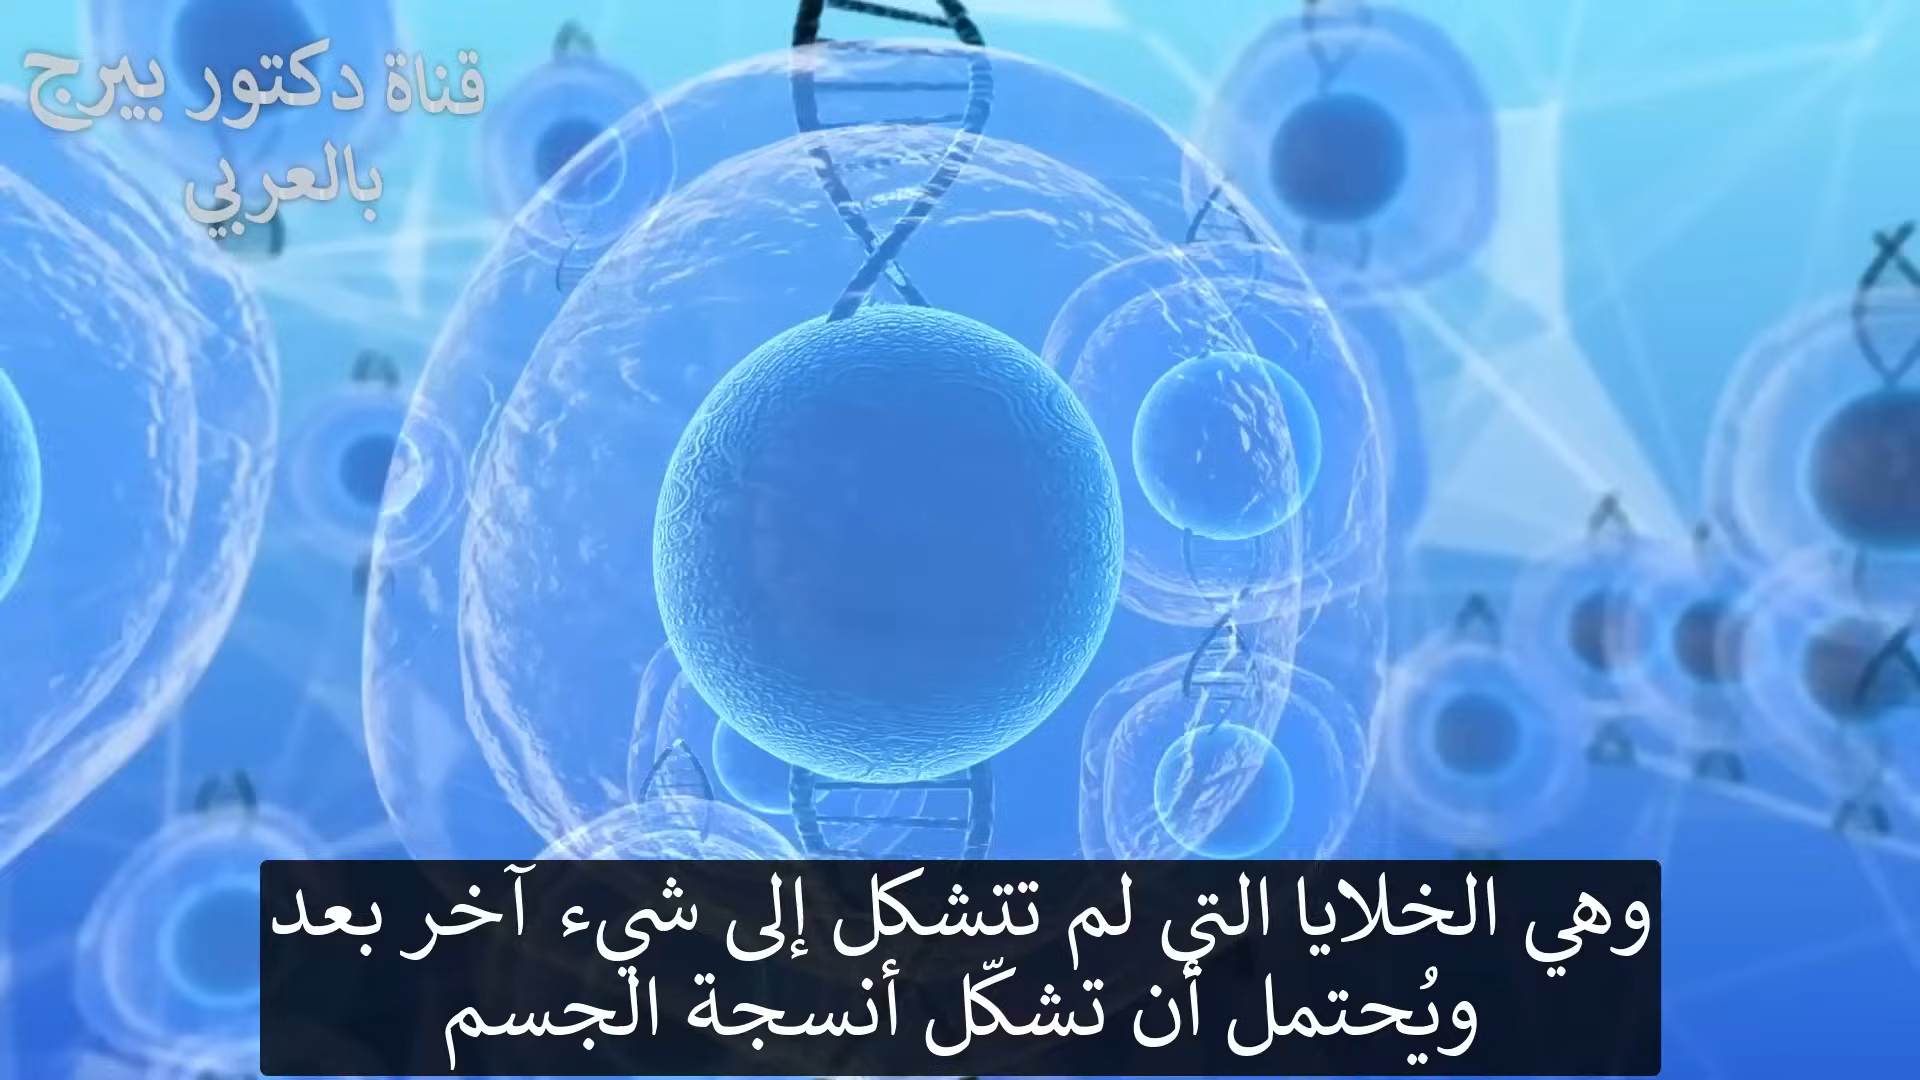 قناة دكتور بيرج
بالعربي
وهي الخلايا التي لم تتشكل إلى شيء آخر بعد
ويُحتمل أن تشكّل أنسجة الجسم